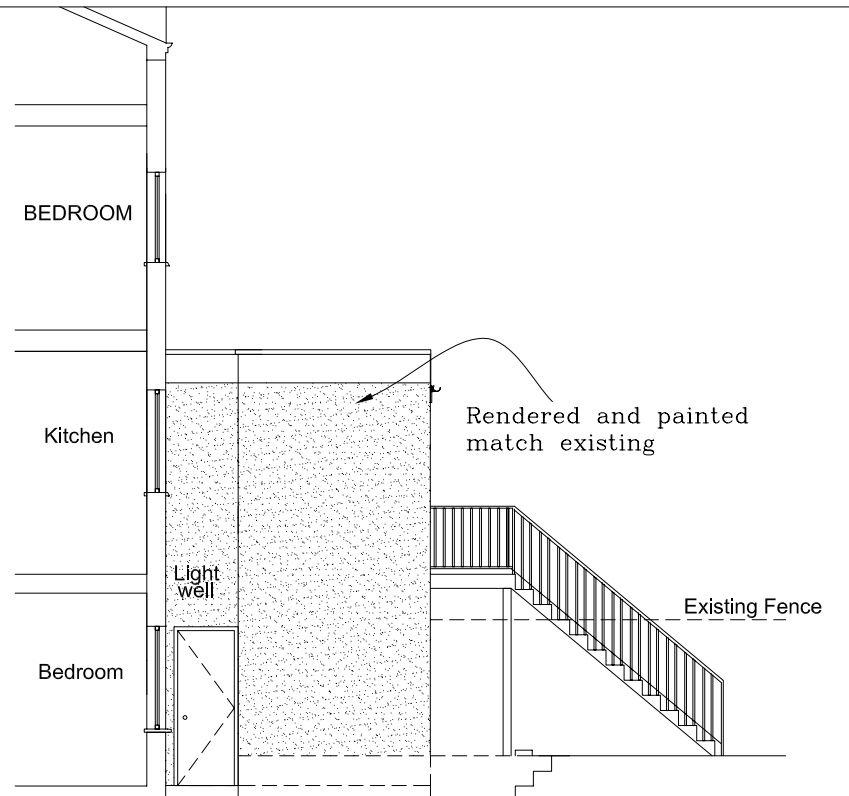 BEDROOM
Kitchen
Rendered and painted
match existing
Light
well
Existing Fence
Bedroom